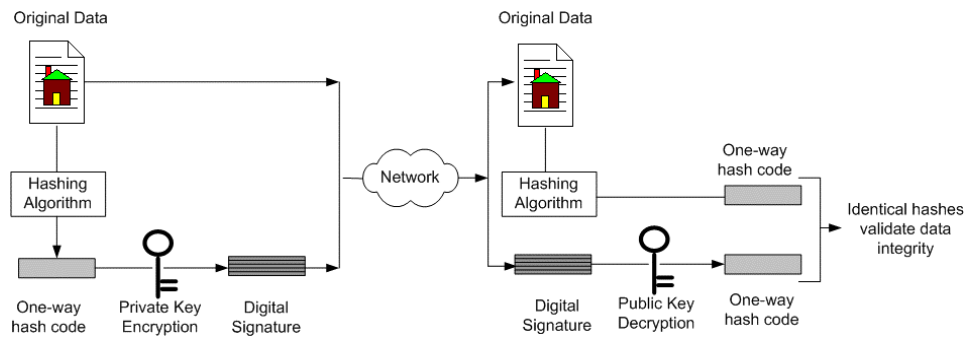 Original Data
Hashing
Algorithm
One-way
hash code
Private Key
Encryption
Digital
Signature
Network
Original Data
Hashing
Algorithm
One-way
hash code
Digital
Signature
Public Key
Decryption
One-way
hash code
Identical hashes
validate data
integrity